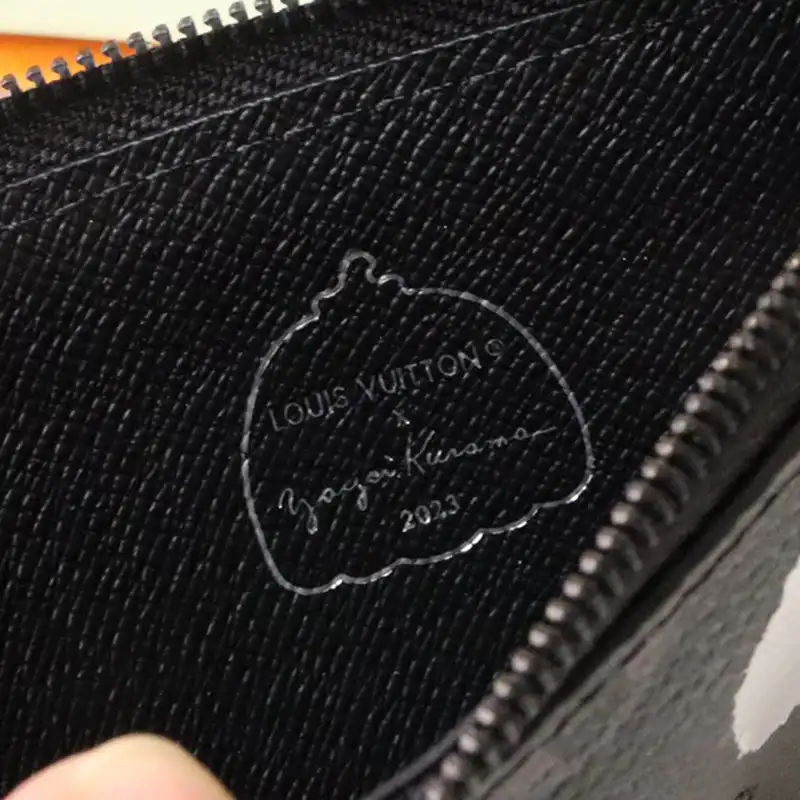 LOUIS VUITTON©
X
Yayoi Kusama
2023